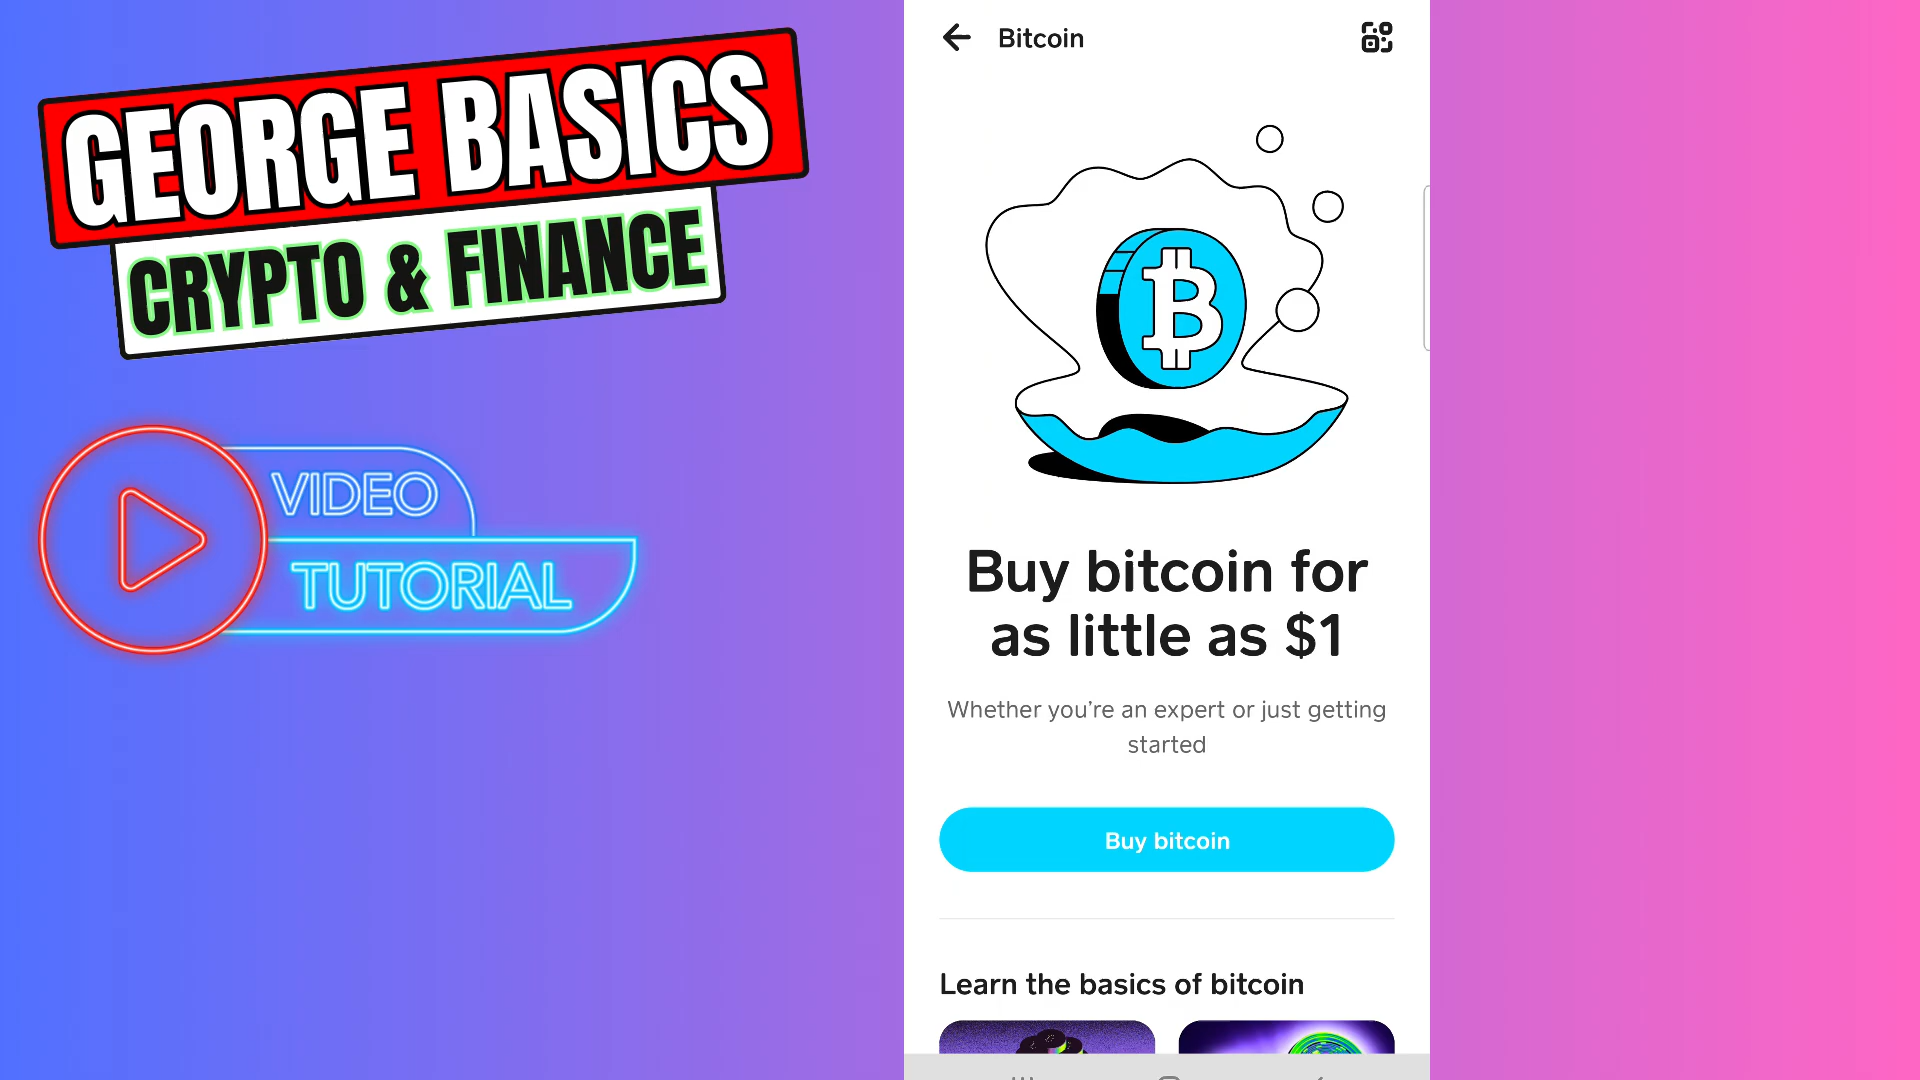 GEORGE BASICS
CRYPTO & FINANCE
VIDEO
TUTORIAL
Bitcoin
Buy bitcoin for
as little as $1
Whether you're an expert or just getting
started
Buy bitcoin
Learn the basics of bitcoin